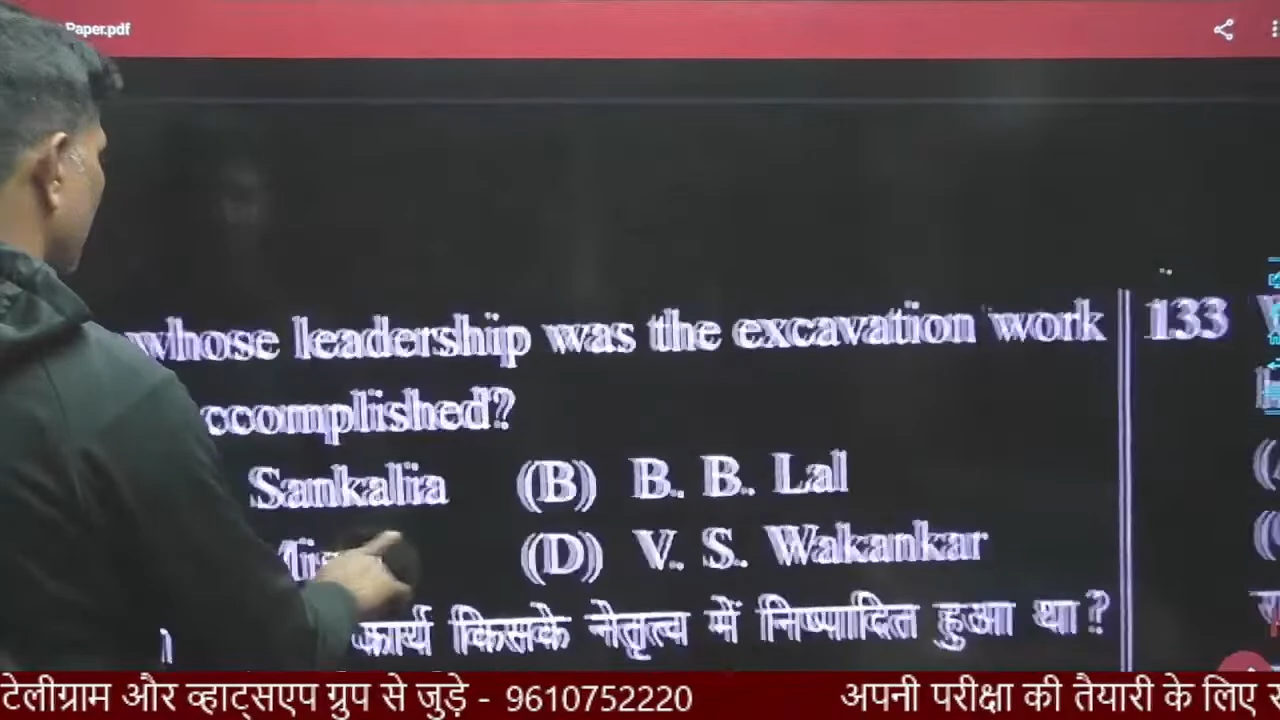 Paper.pdf
whose leadership was the excavation work
ccomplished?
Sankalia (B) B. B. Lal
(D) V. S. Wakankar
कार्य किसके नेतृत्व में निष्पादित हुआ था?
133
टेलीग्राम और व्हाट्सएप ग्रुप से जुड़े - 9610752220 अपनी परीक्षा की तैयारी के लिए